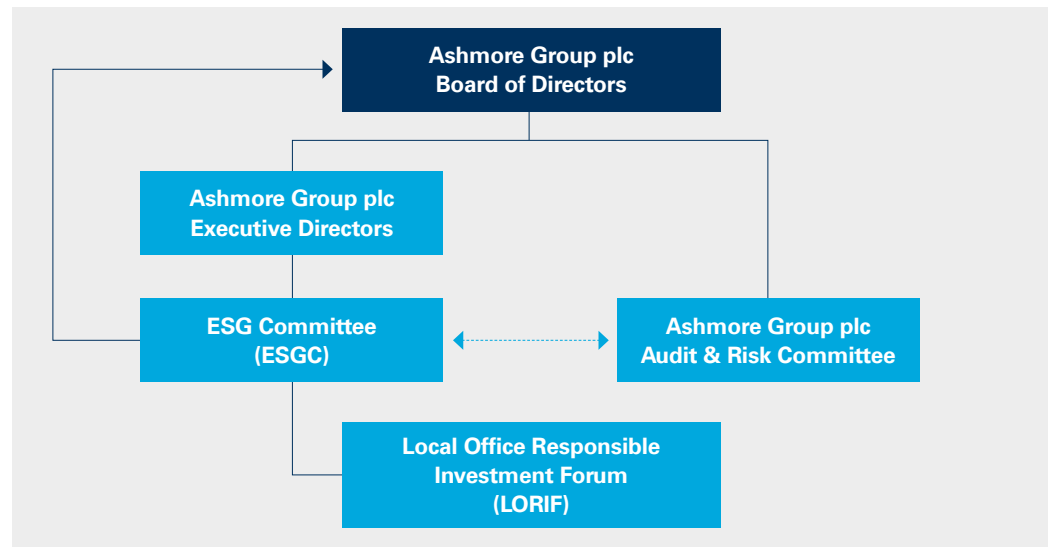 Ashmore Group plc
Board of Directors
Ashmore Group plc
Executive Directors
ESG Committee
(ESGC)
Ashmore Group plc
Audit & Risk Committee
Local Office Responsible
Investment Forum
(LORIF)